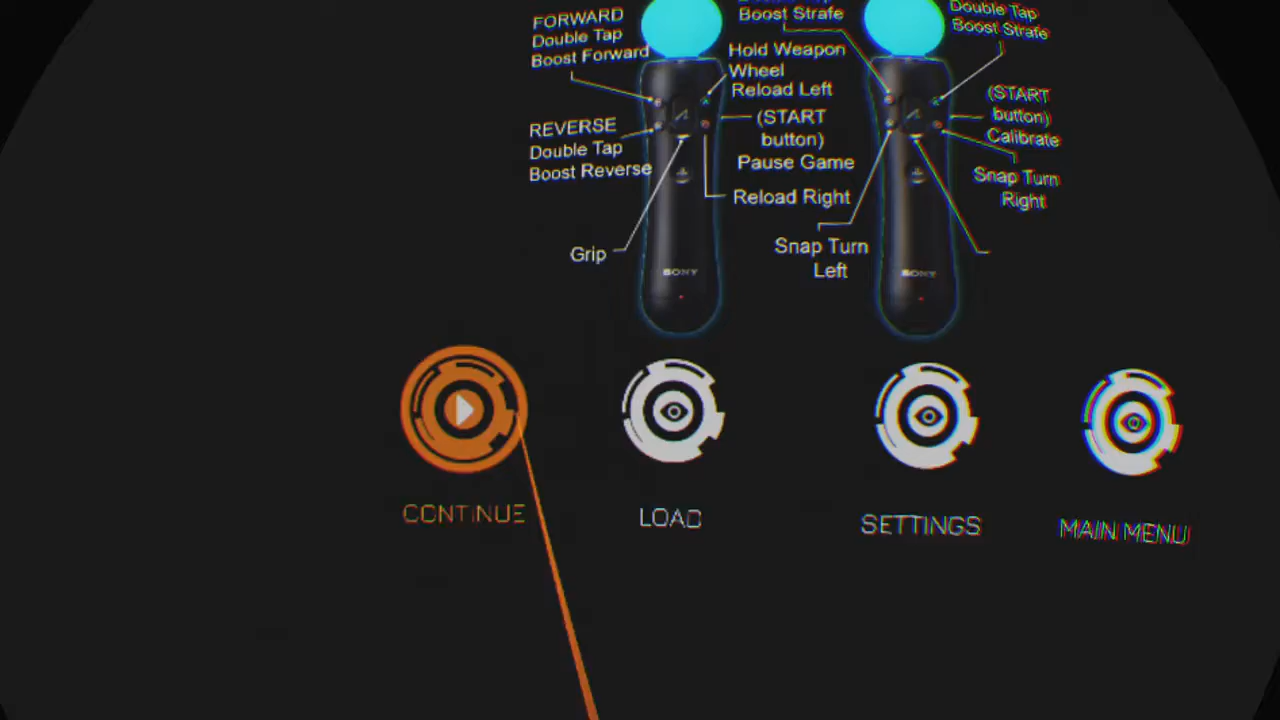 FORWARD
Double Tap
Boost Forward
REVERSE
Double Tap
Boost Reverse
Grip
Boost Strafe
Hold Weapon
Wheel
Reload Left
(START
button)
Pause Game
Reload Right
Snap Turn
Left
Double Tap
Boost Strafe
(START
button)
Calibrate
Snap Turn
Right
SONY
SONY
CONTINUE
LOAD
SETTINGS
MAIN MENU